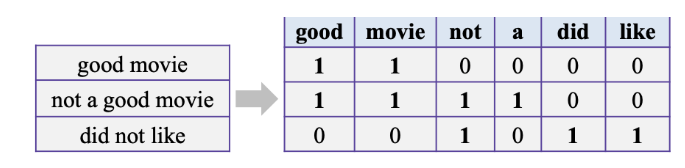 good movie not a did like
good movie 1 1 0 0 0 0
not a good movie 1 1 1 1 0 0
did not like 0 0 1 0 1 1